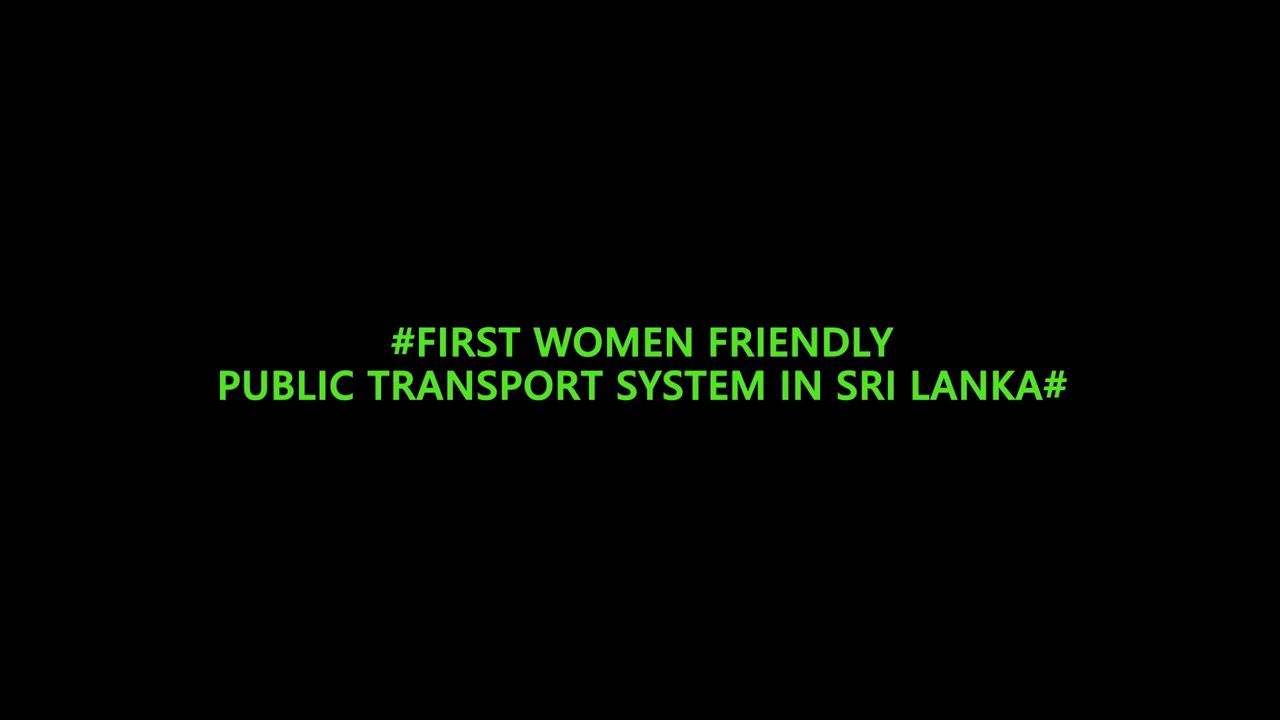 #FIRST WOMEN FRIENDLY
PUBLIC TRANSPORT SYSTEM IN SRI LANKA#